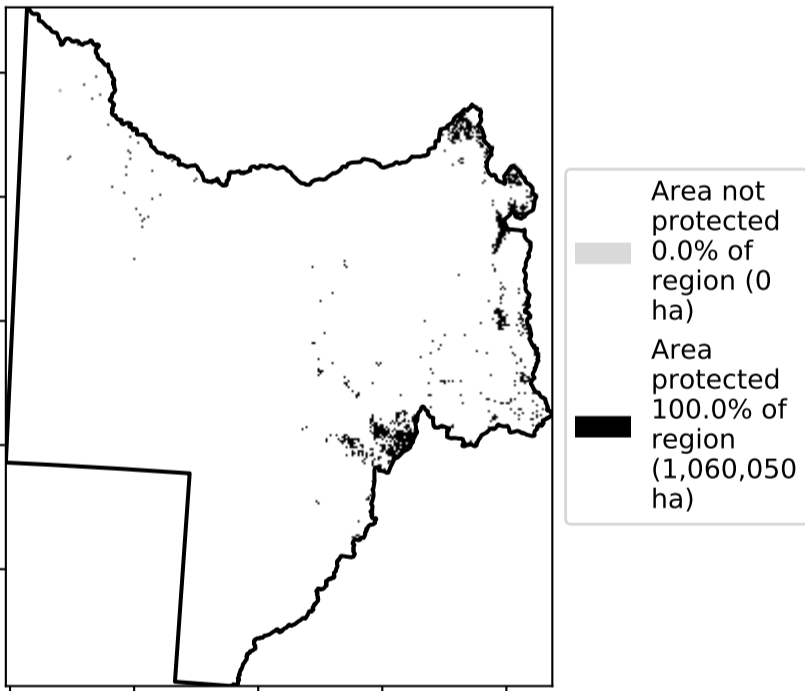 Area not
protected
0.0% of
region (0
ha)
Area
protected
100.0% of
region
(1,060,050
ha)